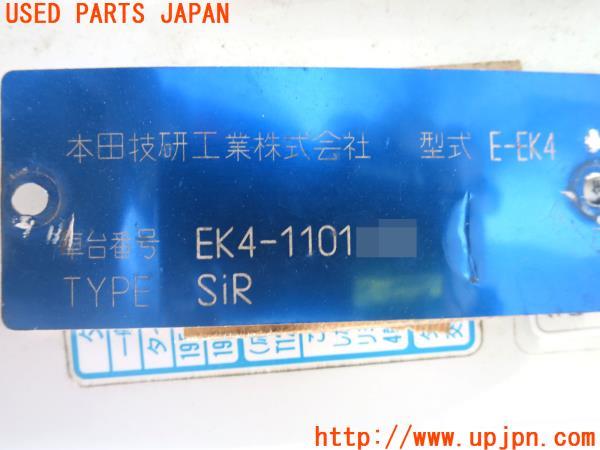 USED PARTS JAPAN
本田技研工業株式会社 型式 E-EK4
車台番号 EK4-1101
TYPE SiR
http://www.upjpn.com/